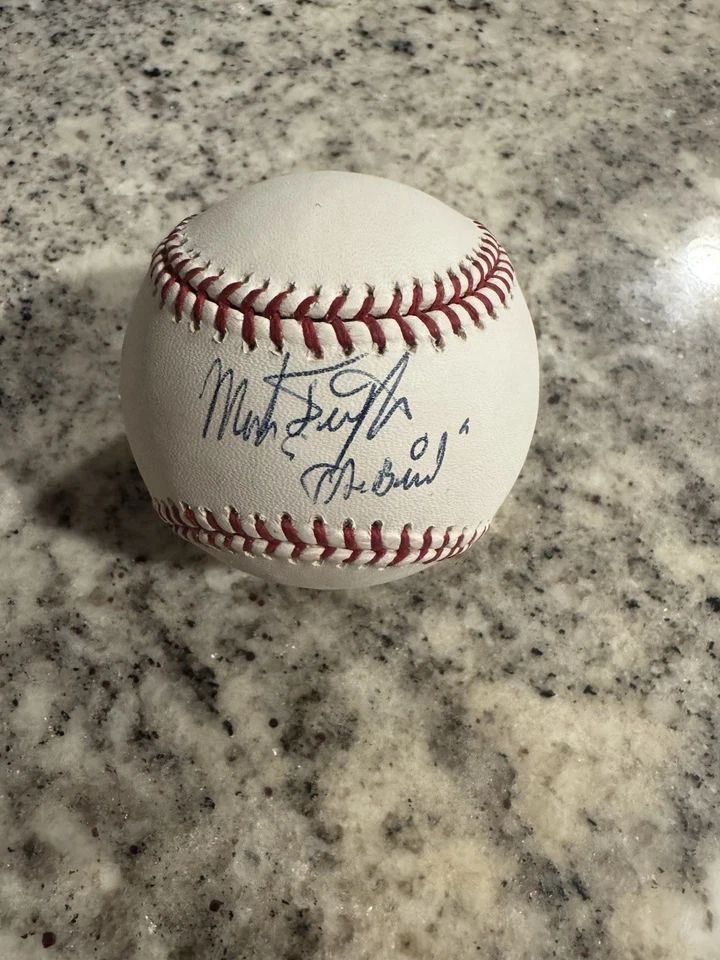 Mark Fidrych
"The Bird"